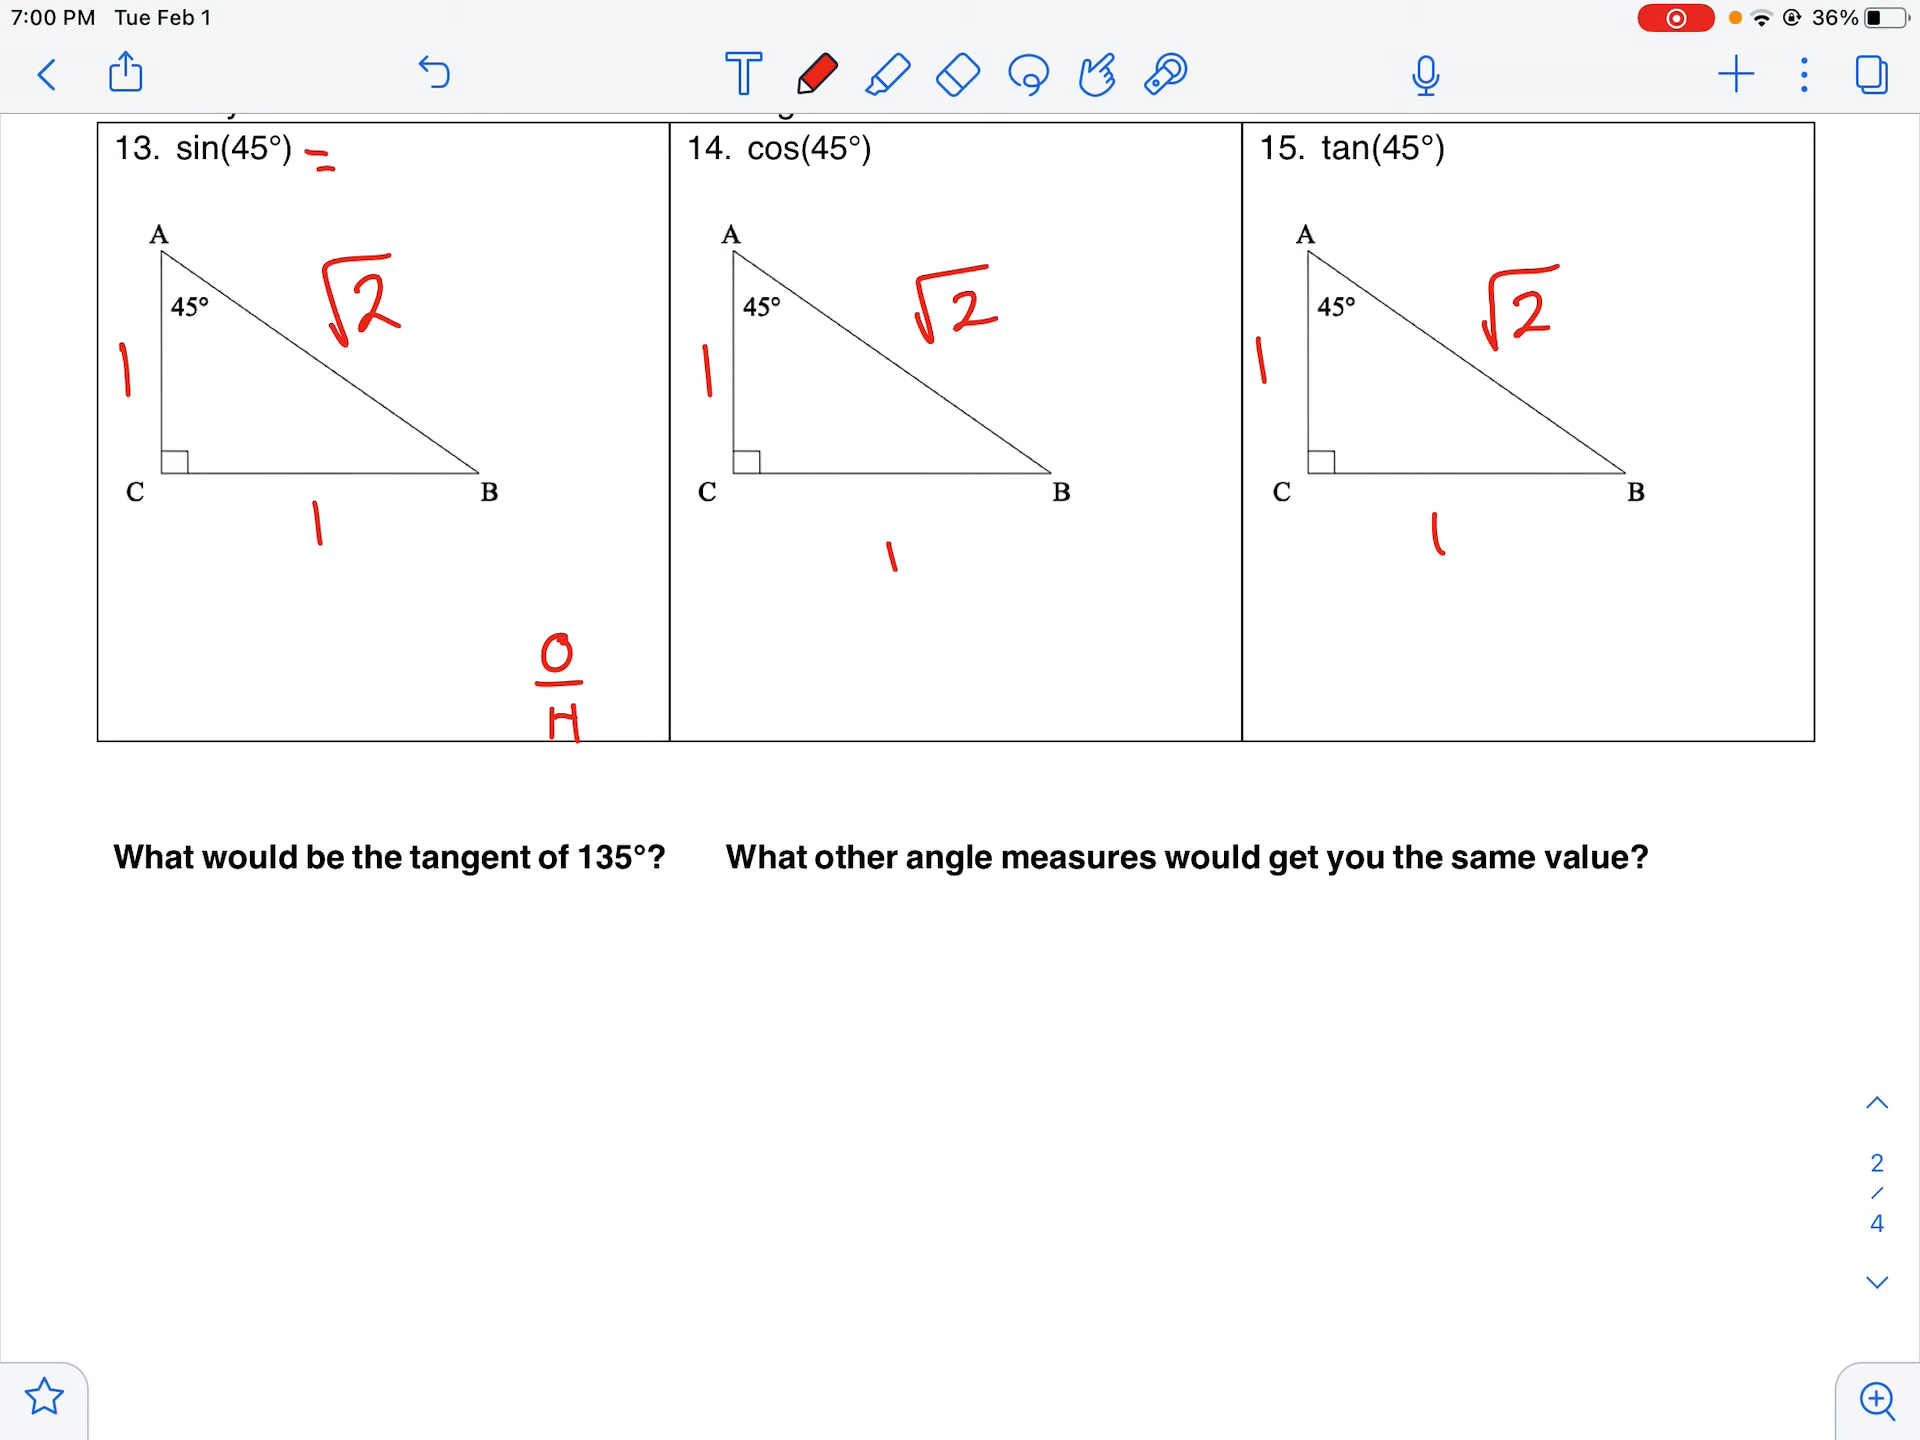 7:00 PM Tue Feb 1
36%
T
13. sin(45°) =
14. cos(45°)
15. tan(45°)
A
45°
√2
1
C
B
1
O
H
A
45°
√2
1
C
B
1
A
45°
√2
1
C
B
1
What would be the tangent of 135°? What other angle measures would get you the same value?
2
/
4